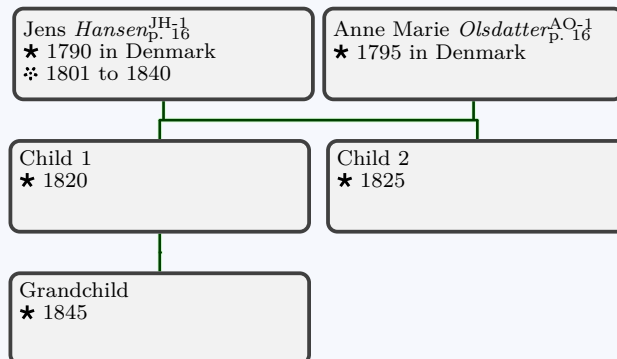 Jens Hansen JH-1 p. 16
★ 1790 in Denmark
፨ 1801 to 1840
Anne Marie Olsdatter AO-1 p. 16
★ 1795 in Denmark
Child 1
★ 1820
Child 2
★ 1825
Grandchild
★ 1845